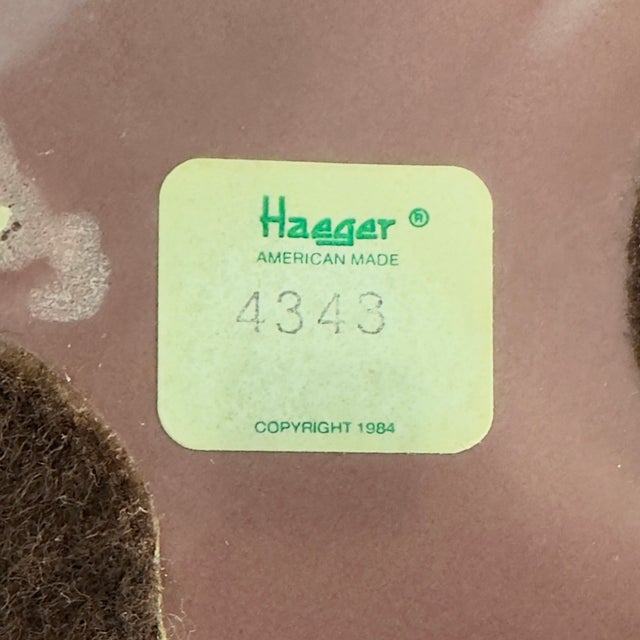 Haeger ®
AMERICAN MADE
4343
COPYRIGHT 1984